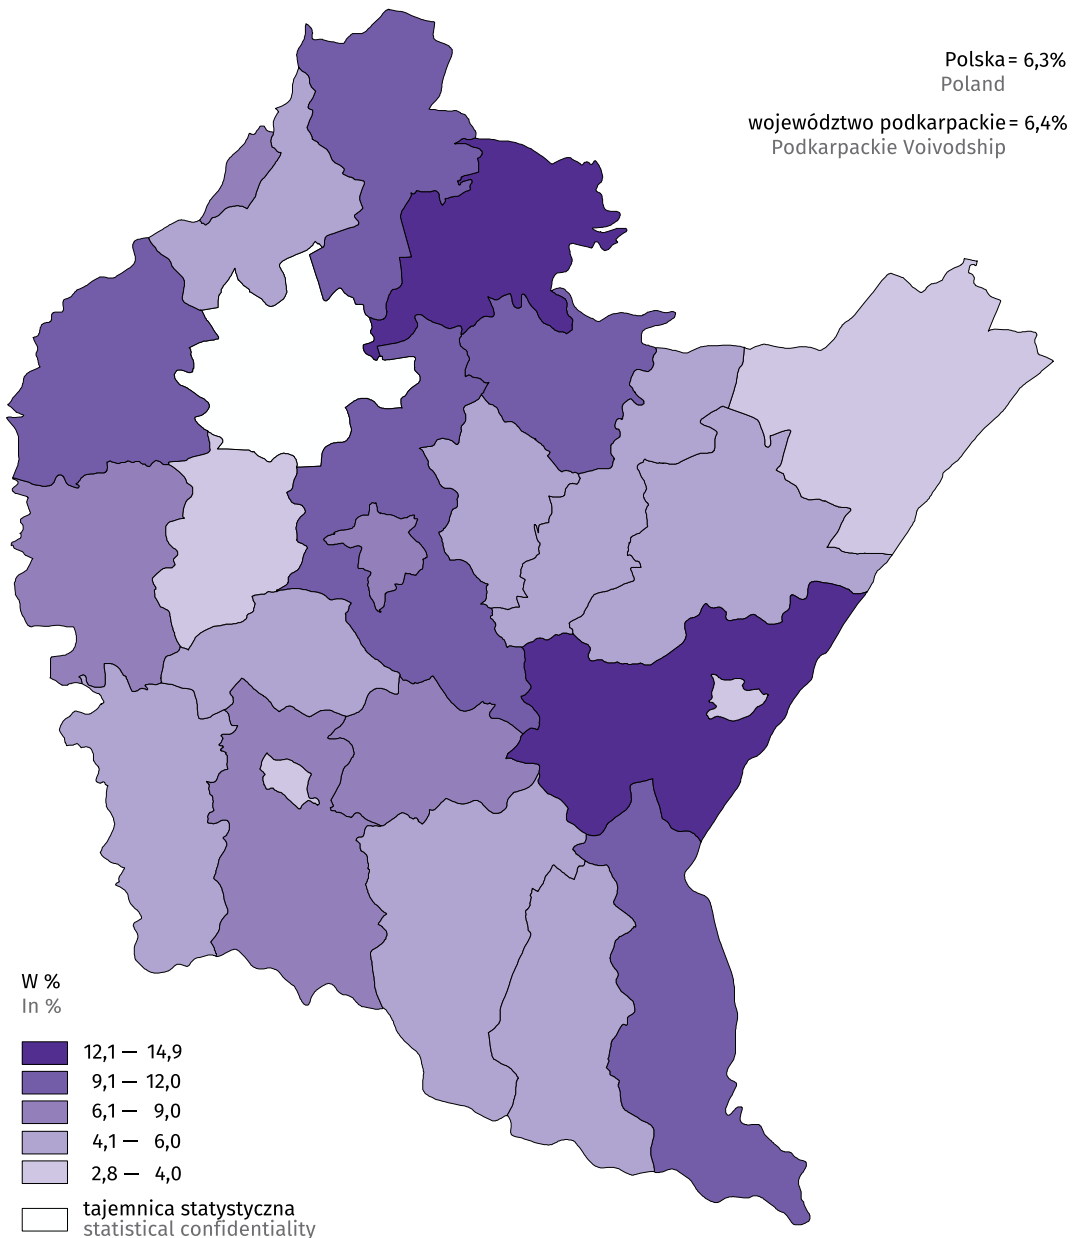 Polska = 6,3%
Poland
województwo podkarpackie = 6,4%
Podkarpackie Voivodship
W %
In %
12,1 — 14,9
9,1 — 12,0
6,1 — 9,0
4,1 — 6,0
2,8 — 4,0
tajemnica statystyczna
statistical confidentiality